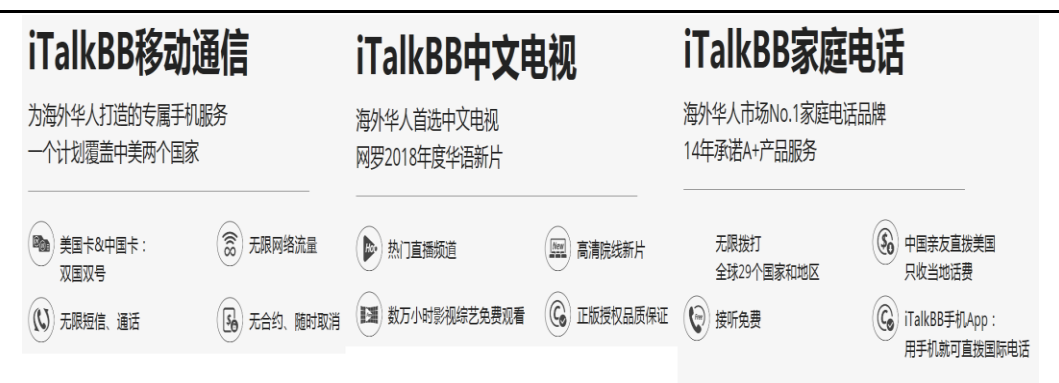 iTalkBB移动通信
为海外华人打造的专属手机服务
一个计划覆盖中美两个国家
美国卡&中国卡：
双国双号
无限网络流量
无限短信、通话
无合约、随时取消
iTalkBB中文电视
海外华人首选中文电视
网罗2018年度华语新片
Hot
热门直播频道
New
高清院线新片
数万小时影视综艺免费观看
正版授权品质保证
iTalkBB家庭电话
海外华人市场No.1家庭电话品牌
14年承诺A+产品服务
无限拨打
全球29个国家和地区
中国亲友直拨美国
只收当地话费
Free
接听免费
iTalkBB手机App：
用手机就可直拨国际电话